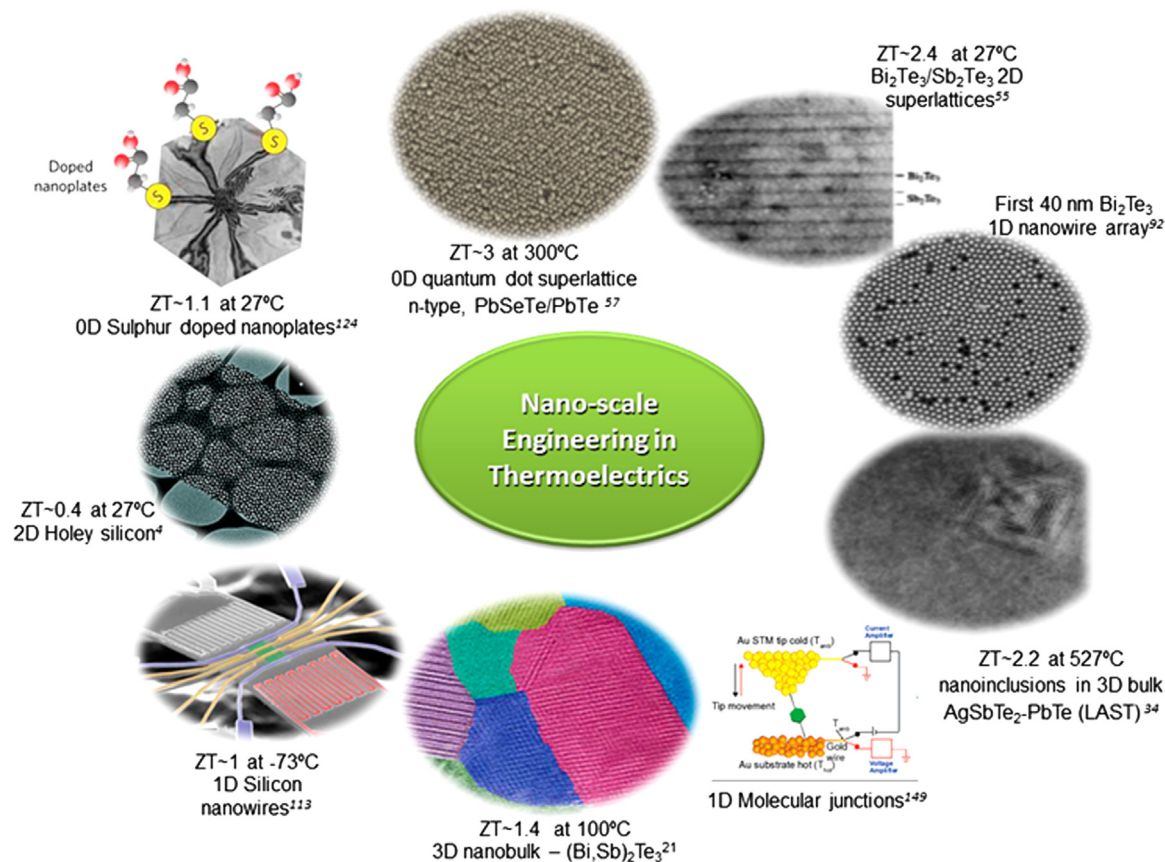 ZT~2.4 at 27ºC
Bi₂Te₃/Sb₂Te₃ 2D
superlattices⁵⁵
Bi₂Te₃
Sb₂Te₃
S
S
S
Doped
nanoplates
ZT~1.1 at 27ºC
0D Sulphur doped nanoplates¹²⁴
ZT~3 at 300ºC
0D quantum dot superlattice
n-type, PbSeTe/PbTe ⁵⁷
First 40 nm Bi₂Te₃
1D nanowire array⁹²
Nano-scale
Engineering in
Thermoelectrics
ZT~0.4 at 27ºC
2D Holey silicon⁴
ZT~2.2 at 527ºC
nanoinclusions in 3D bulk
AgSbTe₂-PbTe (LAST) ³⁴
ZT~1 at -73ºC
1D Silicon
nanowires¹¹³
ZT~1.4 at 100ºC
3D nanobulk – (Bi,Sb)₂Te₃²¹
Current
Amplifier
Au STM tip cold (T
Tip movement
Gold
wire
Au substrate hot (T
Voltage
Amplifier
1D Molecular junctions¹⁴⁹